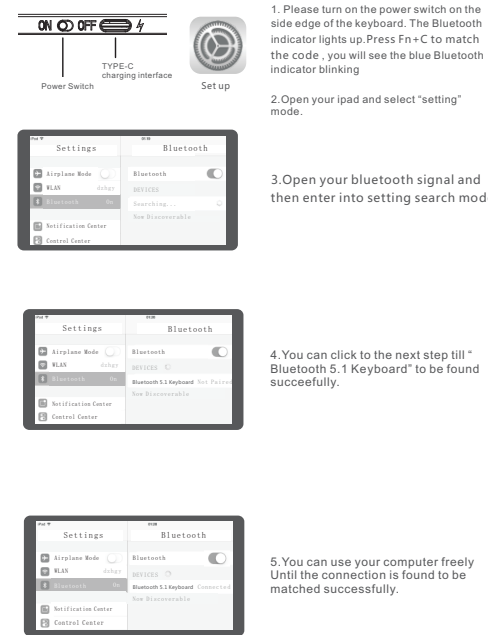 ON OFF
TYPE-C
charging interface
Power Switch
Set up
1. Please turn on the power switch on the
side edge of the keyboard. The Bluetooth
indicator lights up.Press Fn+C to match
the code , you will see the blue Bluetooth
indicator blinking
2.Open your ipad and select “setting”
mode.
iPad
Settings
Bluetooth
Airplane Mode
Bluetooth
WLAN
dzbgy
DEVICES
Bluetooth
On
Searching...
Now Discoverable
Notification Center
Control Center
3.Open your bluetooth signal and
then enter into setting search mod
iPad
Settings
Bluetooth
Airplane Mode
Bluetooth
WLAN
dzbgy
DEVICES
Bluetooth
On
Bluetooth 5.1 Keyboard Not Paired
Now Discoverable
Notification Center
Control Center
4.You can click to the next step till “
Bluetooth 5.1 Keyboard” to be found
succeefully.
iPad
Settings
Bluetooth
Airplane Mode
Bluetooth
WLAN
dzbgy
DEVICES
Bluetooth
On
Bluetooth 5.1 Keyboard Connected
Now Discoverable
Notification Center
Control Center
5.You can use your computer freely
Until the connection is found to be
matched successfully.